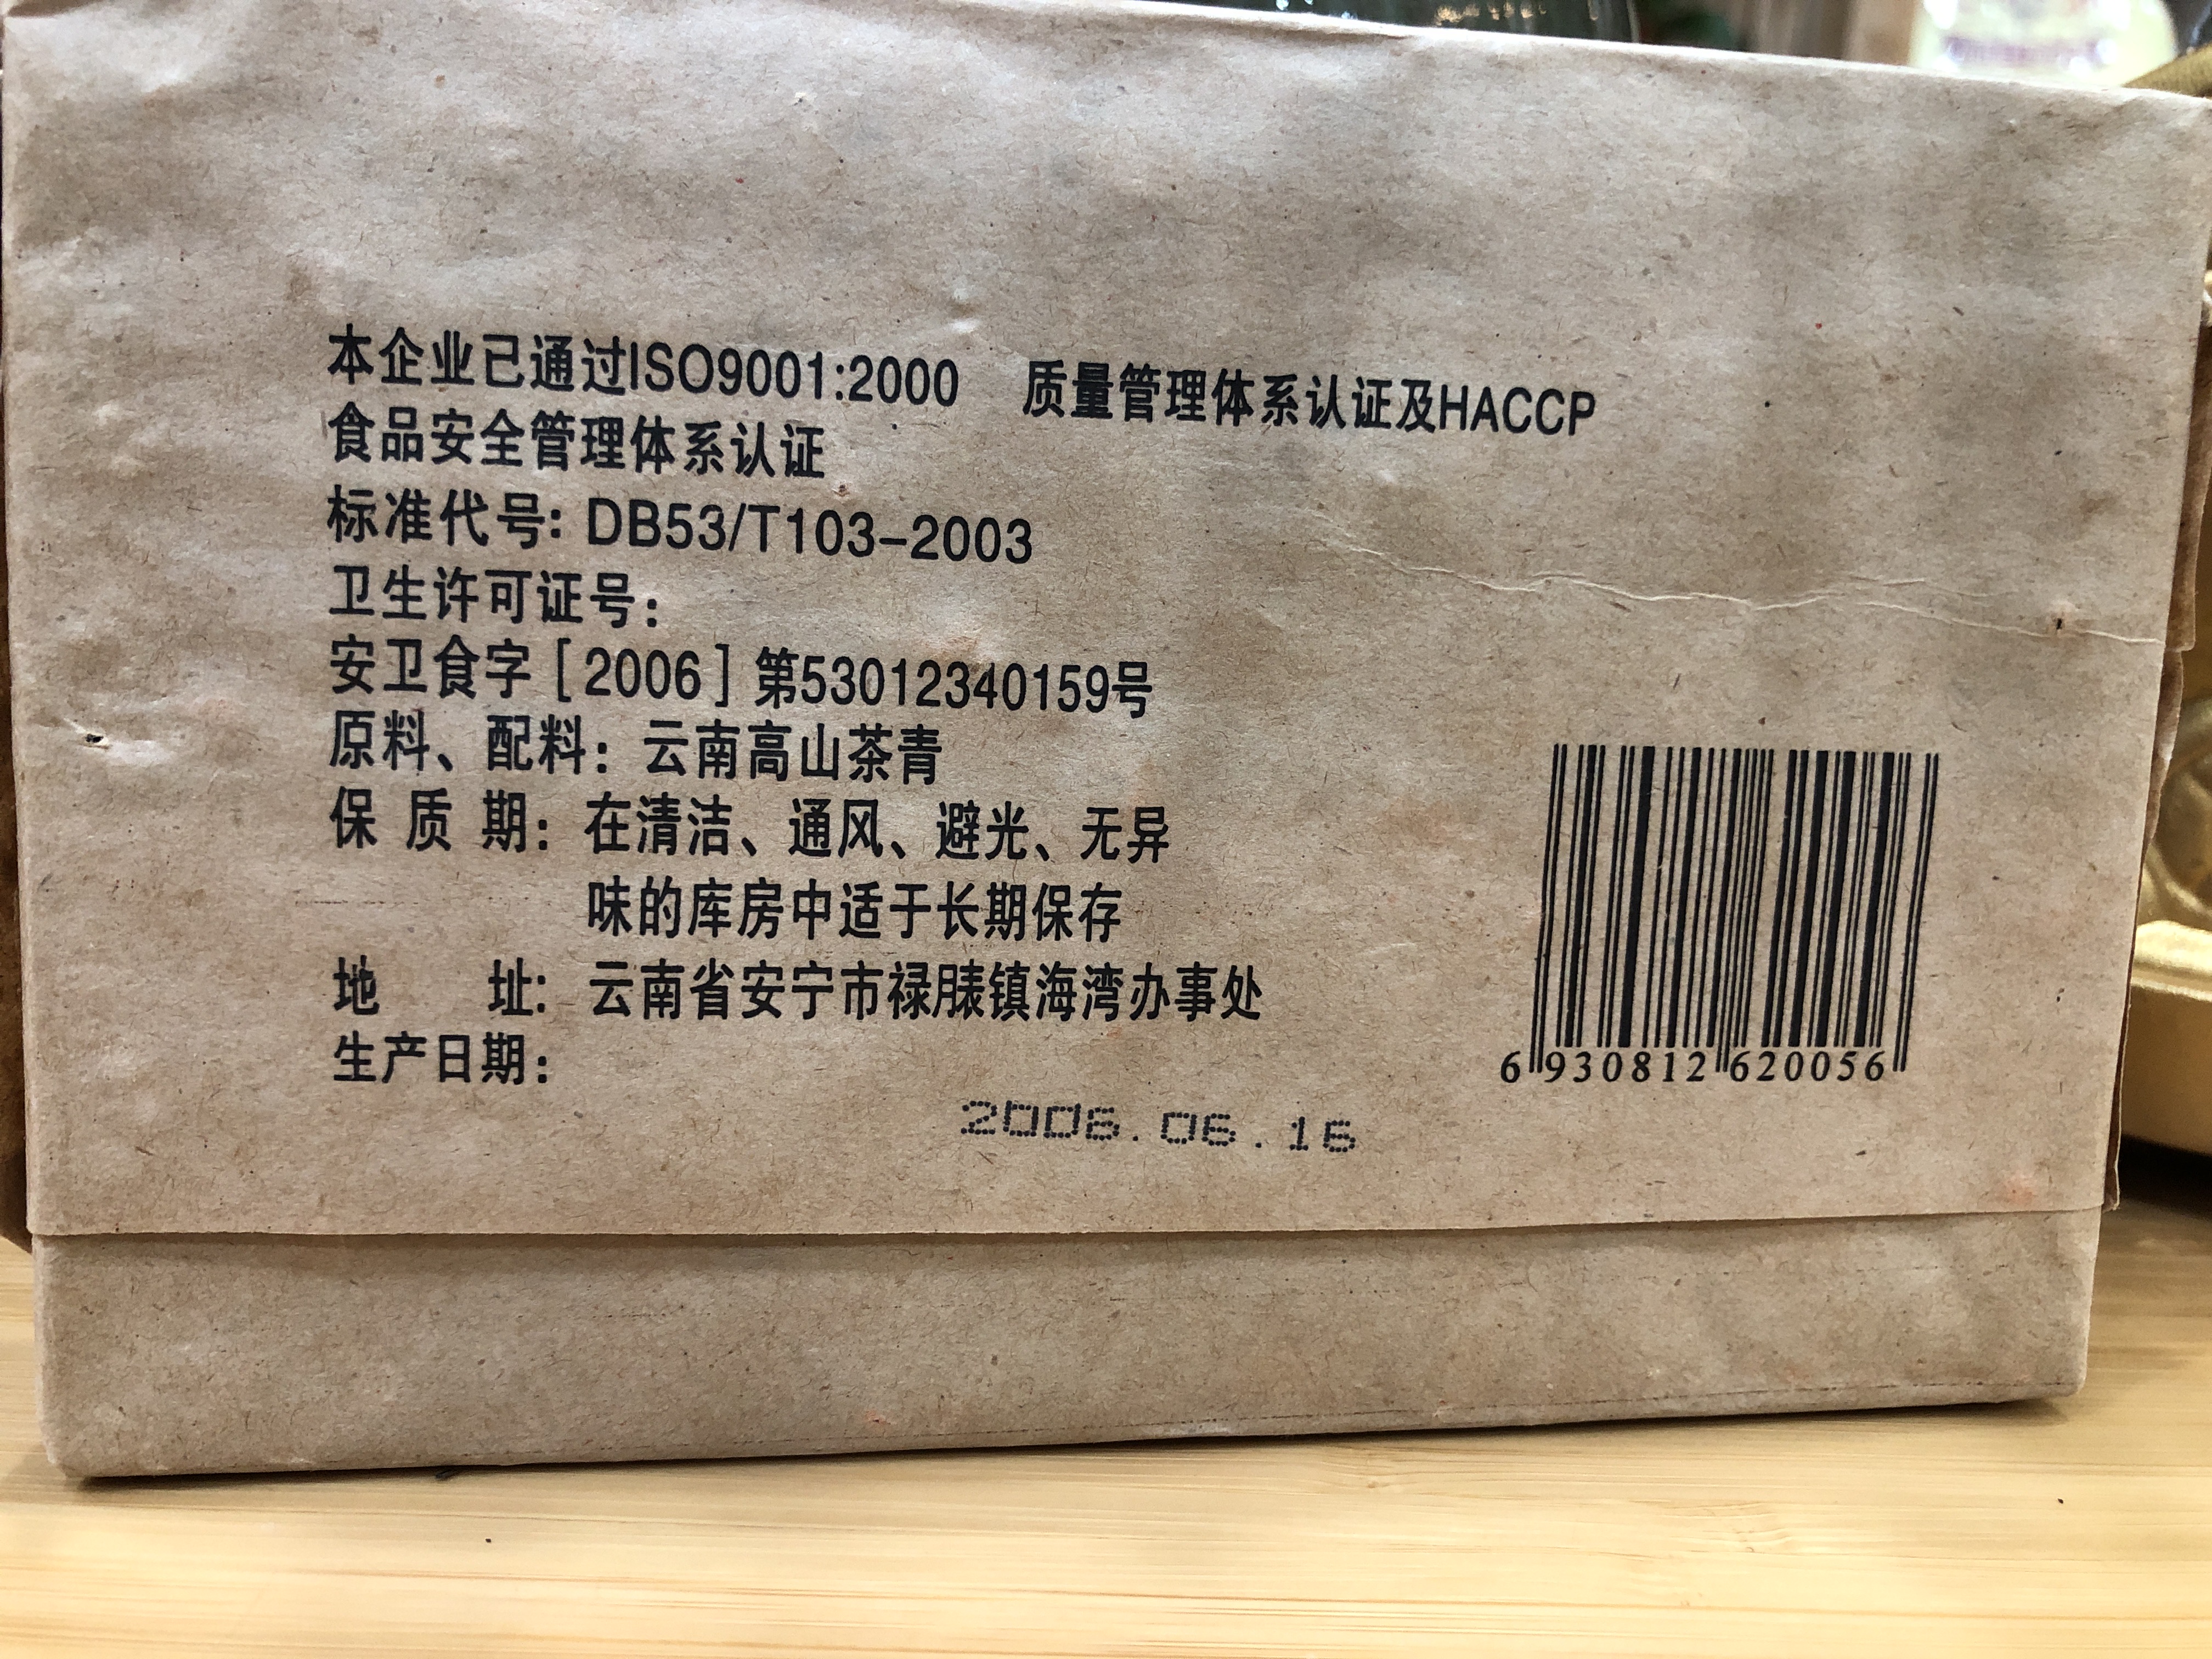 本企业已通过ISO9001:2000 质量管理体系认证及HACCP
食品安全管理体系认证
标准代号: DB53/T103-2003
卫生许可证号:
安卫食字[2006]第53012340159号
原料、配料: 云南高山茶青
保质期: 在清洁、通风、避光、无异
味的库房中适于长期保存
地址: 云南省安宁市禄脿镇海湾办事处
生产日期:
2006.06.16
6 930812 620056